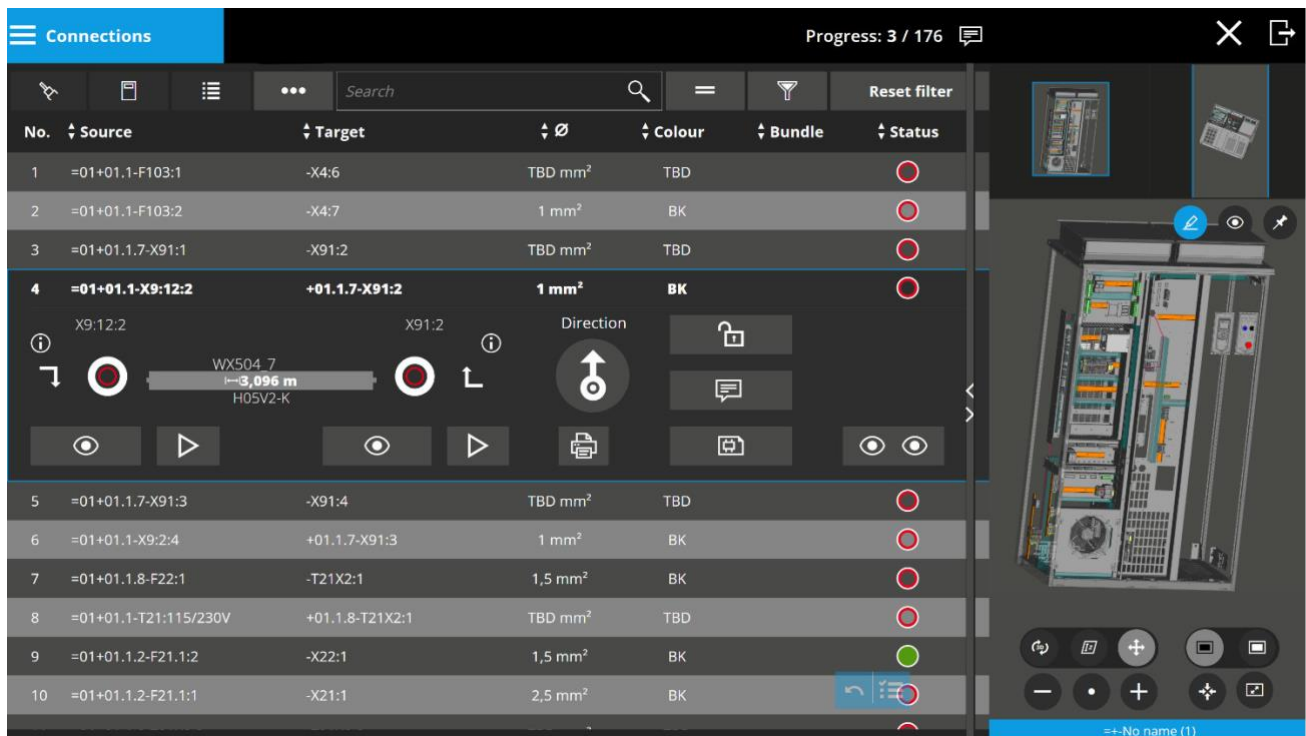 Connections
Progress: 3 / 176
Search
Reset filter
No. Source Target Ø Colour Bundle Status
1 =01+01.1-F103:1 -X4:6 TBD mm² TBD
2 =01+01.1-F103:2 -X4:7 1 mm² BK
3 =01+01.1.7-X91:1 -X91:2 TBD mm² TBD
4 =01+01.1-X9:12:2 +01.1.7-X91:2 1 mm² BK
X9:12:2 X91:2 Direction
WX504_7
3,096 m
H05V2-K
5 =01+01.1.7-X91:3 -X91:4 TBD mm² TBD
6 =01+01.1-X9:2:4 +01.1.7-X91:3 1 mm² BK
7 =01+01.1.8-F22:1 -T21X2:1 1,5 mm² BK
8 =01+01.1-T21:115/230V +01.1.8-T21X2:1 TBD mm² TBD
9 =01+01.1.2-F21.1:2 -X22:1 1,5 mm² BK
10 =01+01.1.2-F21.1:1 -X21:1 2,5 mm² BK
=+-No name (1)